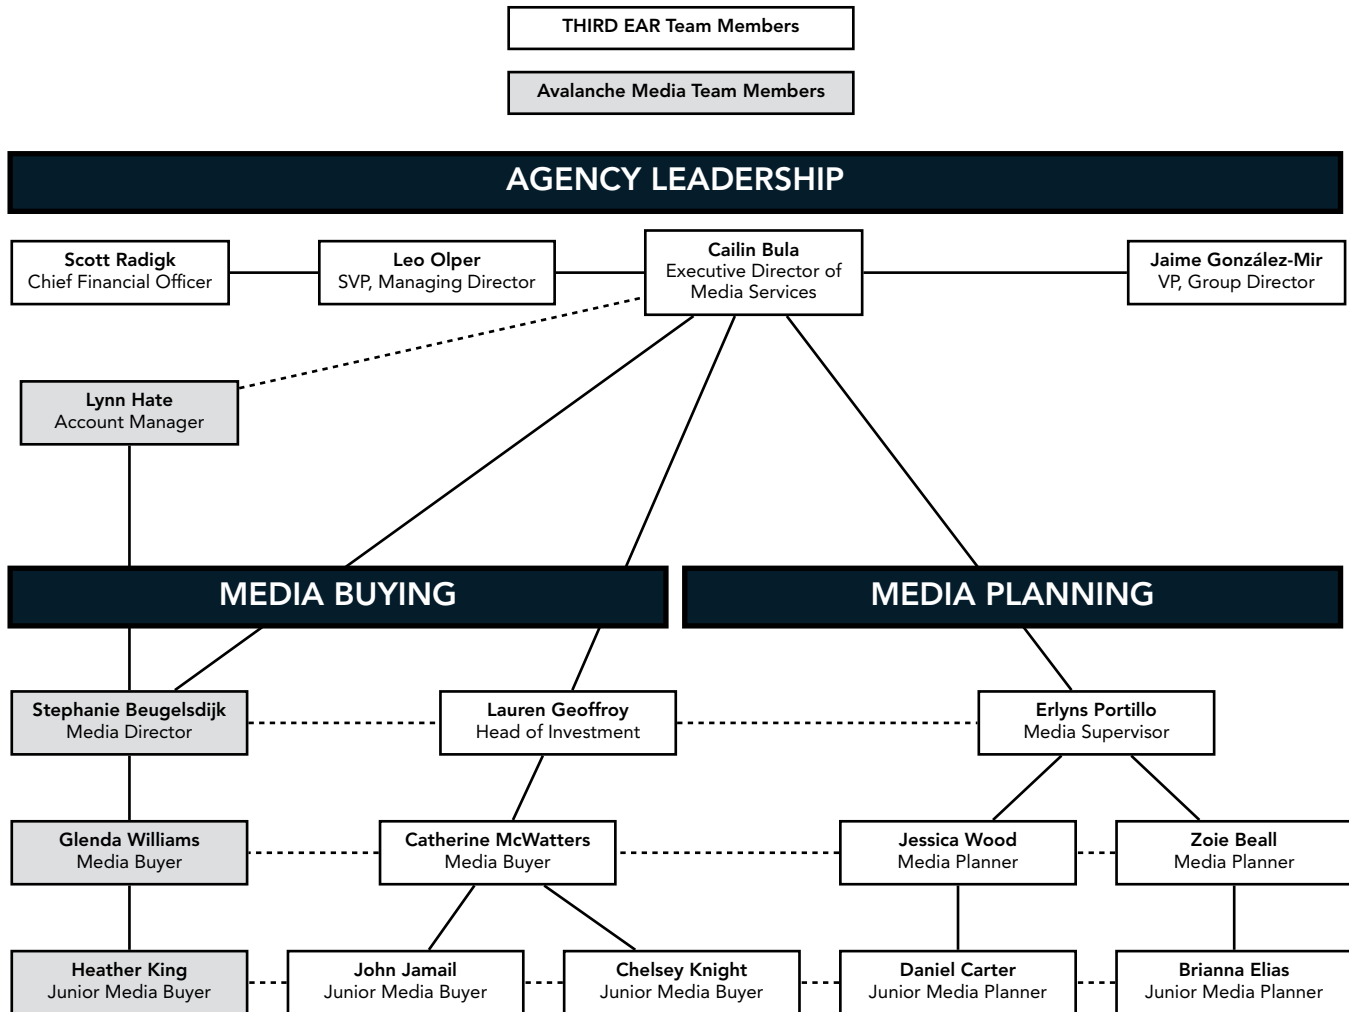 THIRD EAR Team Members
Avalanche Media Team Members
AGENCY LEADERSHIP
Scott Radigk
Chief Financial Officer
Leo Olper
SVP, Managing Director
Cailin Bula
Executive Director of
Media Services
Jaime González-Mir
VP, Group Director
Lynn Hate
Account Manager
MEDIA BUYING
MEDIA PLANNING
Stephanie Beugelsdijk
Media Director
Lauren Geoffroy
Head of Investment
Erlyns Portillo
Media Supervisor
Glenda Williams
Media Buyer
Catherine McWatters
Media Buyer
Jessica Wood
Media Planner
Zoie Beall
Media Planner
Heather King
Junior Media Buyer
John Jamail
Junior Media Buyer
Chelsey Knight
Junior Media Buyer
Daniel Carter
Junior Media Planner
Brianna Elias
Junior Media Planner